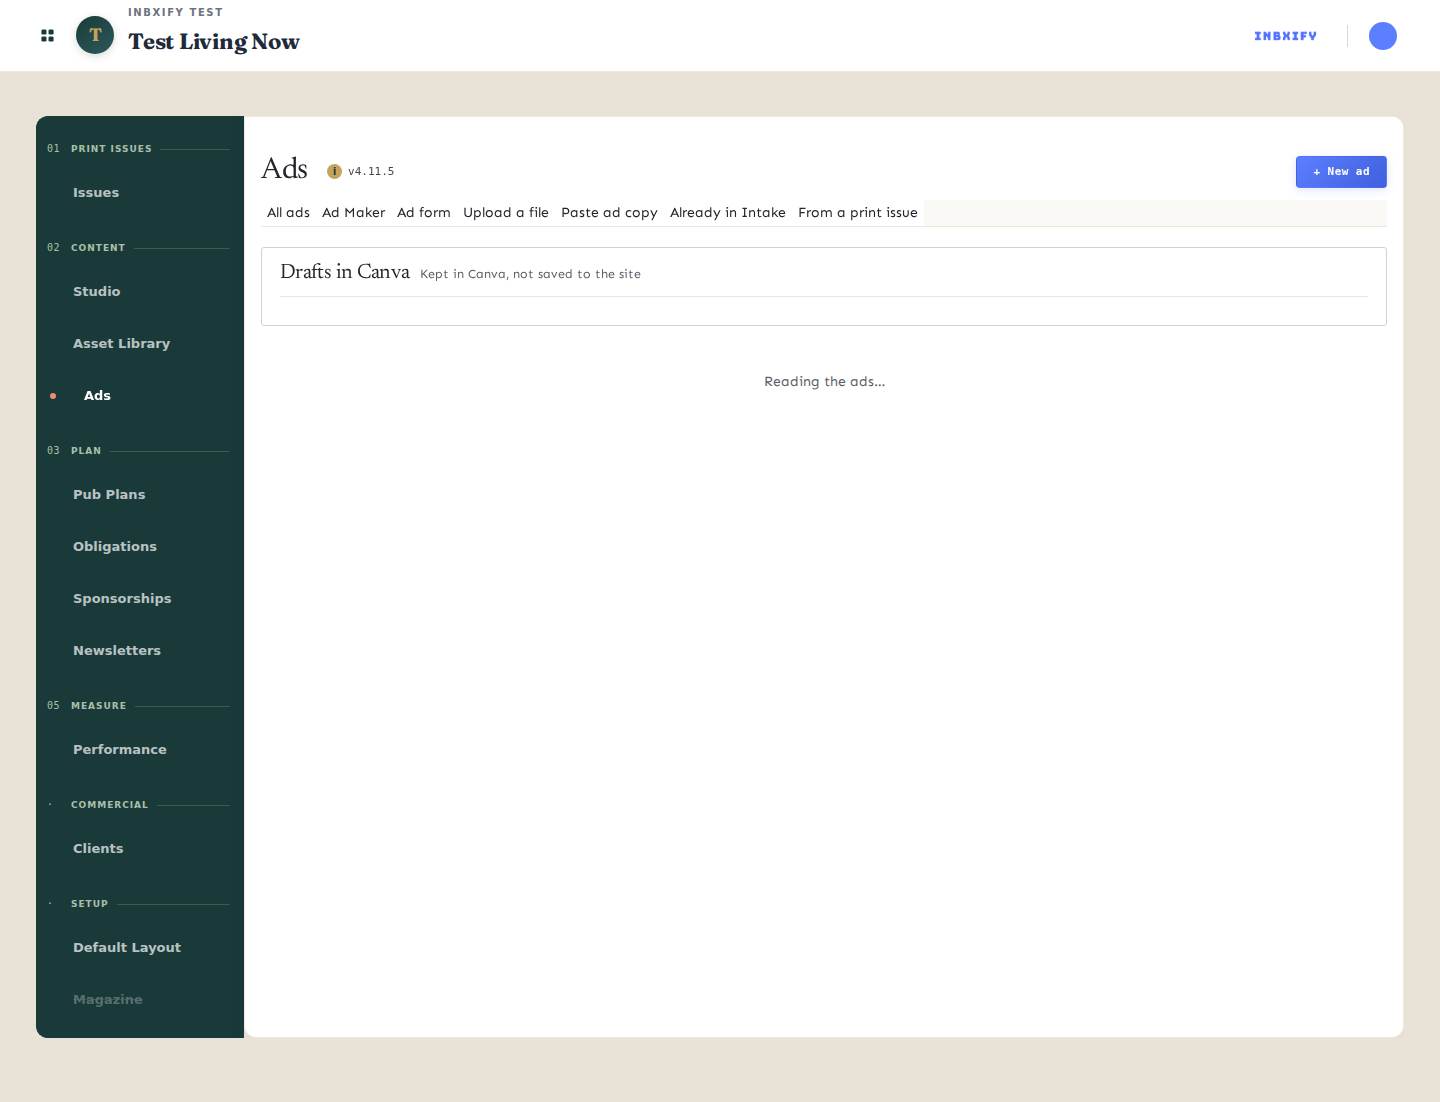 INBXIFY TEST
T
Test Living Now
INBXIFY
01 PRINT ISSUES
Issues
02 CONTENT
Studio
Asset Library
Ads
03 PLAN
Pub Plans
Obligations
Sponsorships
Newsletters
05 MEASURE
Performance
· COMMERCIAL
Clients
· SETUP
Default Layout
Magazine
Ads i v4.11.5
+ New ad
All ads Ad Maker Ad form Upload a file Paste ad copy Already in Intake From a print issue
Drafts in Canva Kept in Canva, not saved to the site
Reading the ads…